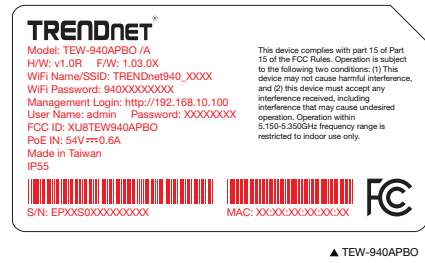 TRENDNET®
Model: TEW-940APBO /A
H/W: v1.0R F/W: 1.03.0X
WiFi Name/SSID: TRENDnet940_XXXX
WiFi Password: 940XXXXXXXX
Management Login: http://192.168.10.100
User Name: admin Password: XXXXXXXX
FCC ID: XU8TEW940APBO
PoE IN: 54V⎓0.6A
Made in Taiwan
IP55
S/N: EPXXS0XXXXXXXXX
This device complies with part 15 of Part
15 of the FCC Rules. Operation is subject
to the following two conditions: (1) This
device may not cause harmful interference,
and (2) this device must accept any
interference received, including
interference that may cause undesired
operation. Operation within
5.150-5.350GHz frequency range is
restricted to indoor use only.
MAC: XX:XX:XX:XX:XX:XX
FC
▲ TEW-940APBO